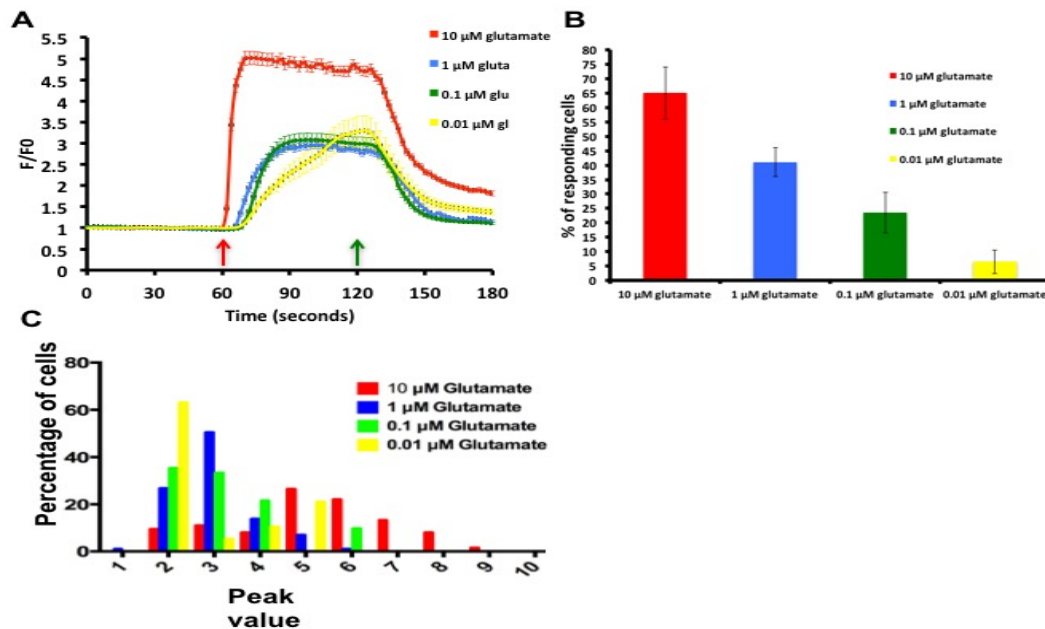 A
5.5
5
4.5
4
3.5
3
2.5
2
1.5
1
0.5
0
F/F0
0 30 60 90 120 150 180
Time (seconds)
10 µM glutamate
1 µM gluta
0.1 µM glu
0.01 µM gl
B
80
75
70
65
60
55
50
45
40
35
30
25
20
15
10
5
0
% of responding cells
10 µM glutamate 1 µM glutamate 0.1 µM glutamate 0.01 µM glutamate
10 µM glutamate
1 µM glutamate
0.1 µM glutamate
0.01 µM glutamate
C
80
60
40
20
0
Percentage of cells
10 µM Glutamate
1 µM Glutamate
0.1 µM Glutamate
0.01 µM Glutamate
1 2 3 4 5 6 7 8 9 10
Peak
value